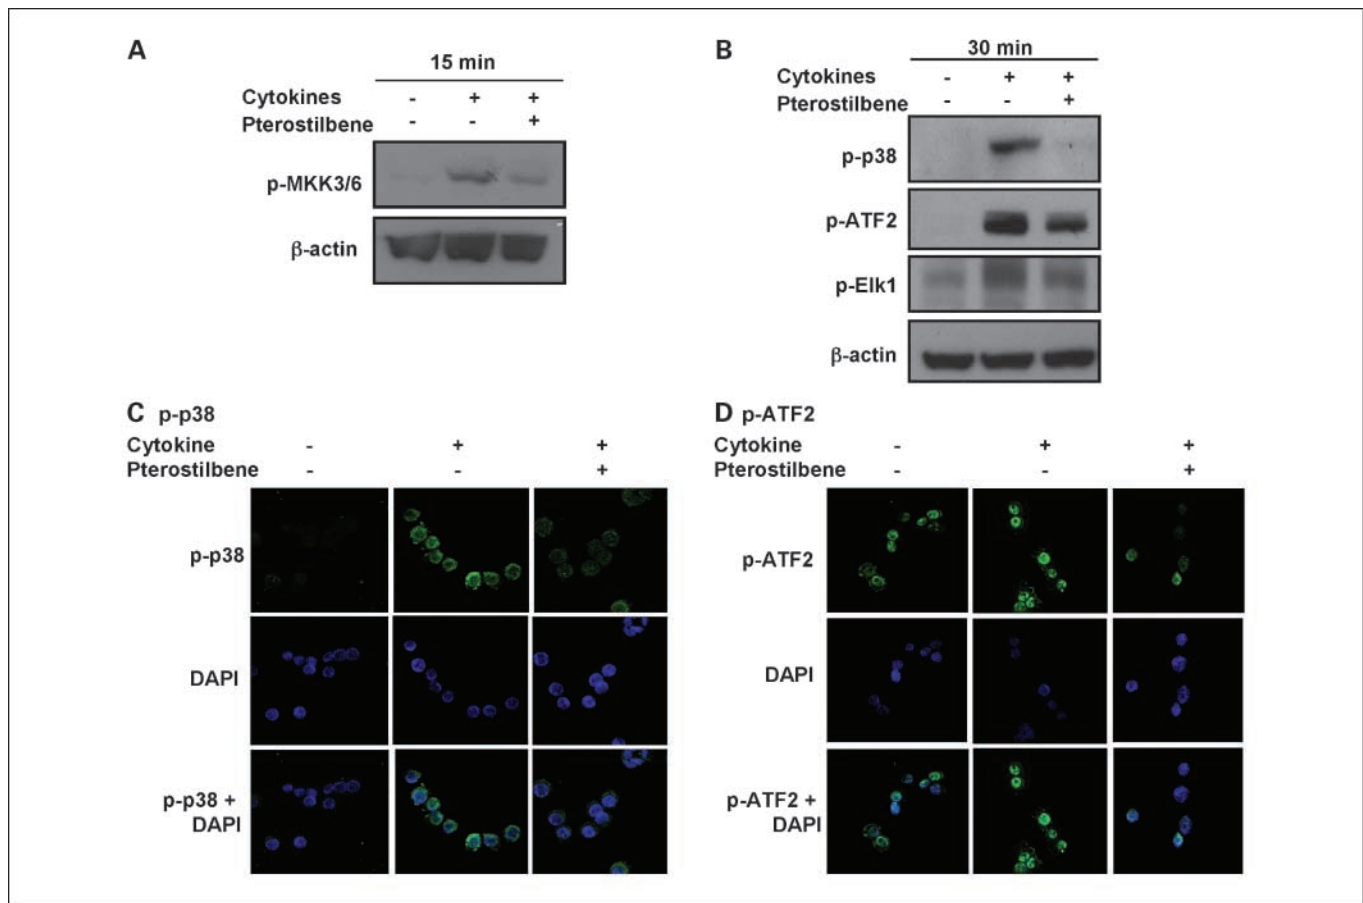 A
15 min
Cytokines - + +
Pterostilbene - - +
p-MKK3/6
β-actin
B
30 min
Cytokines - + +
Pterostilbene - - +
p-p38
p-ATF2
p-Elk1
β-actin
C p-p38
Cytokine - + +
Pterostilbene - - +
p-p38
DAPI
p-p38 +
DAPI
D p-ATF2
Cytokine - + +
Pterostilbene - - +
p-ATF2
DAPI
p-ATF2 +
DAPI